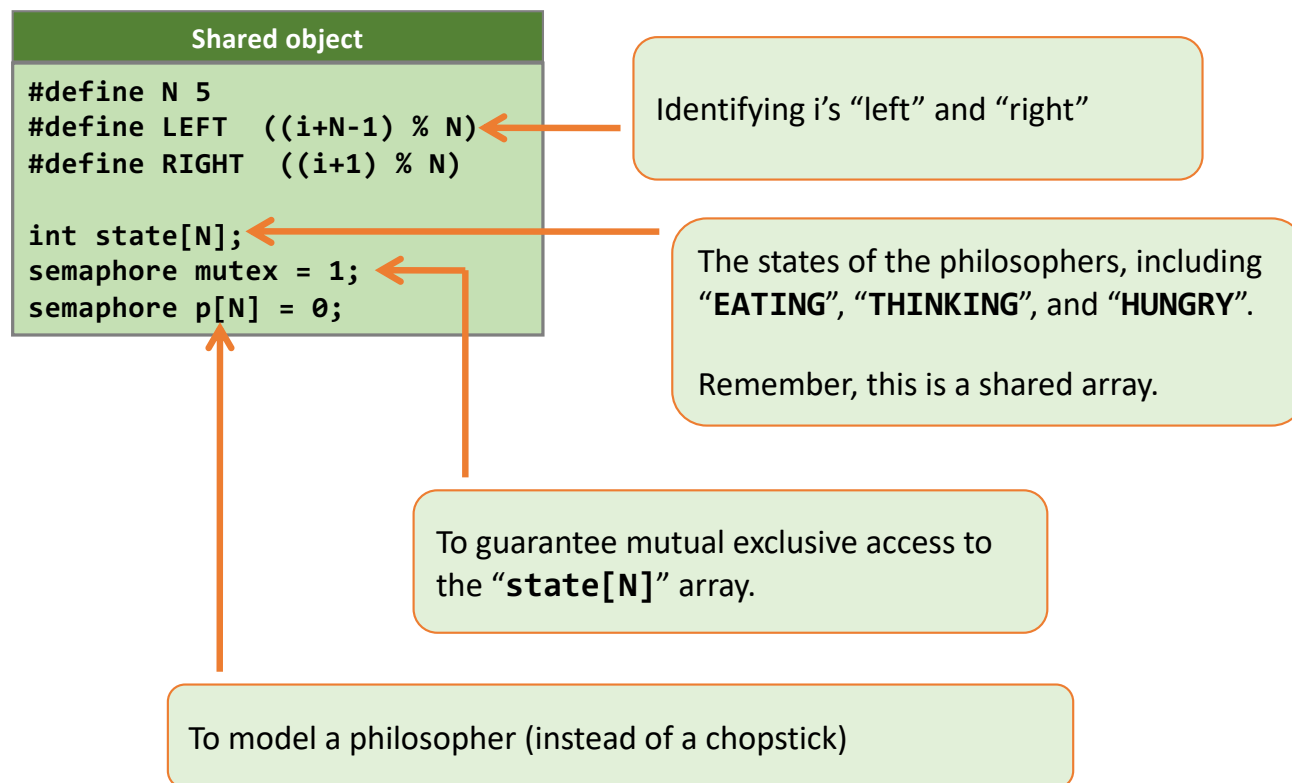 Shared object
#define N 5
#define LEFT  ((i+N-1) % N)
#define RIGHT  ((i+1) % N)
int state[N];
semaphore mutex = 1;
semaphore p[N] = 0;
Identifying i’s “left” and “right”
The states of the philosophers, including
“EATING”, “THINKING”, and “HUNGRY”.
Remember, this is a shared array.
To guarantee mutual exclusive access to
the “state[N]” array.
To model a philosopher (instead of a chopstick)